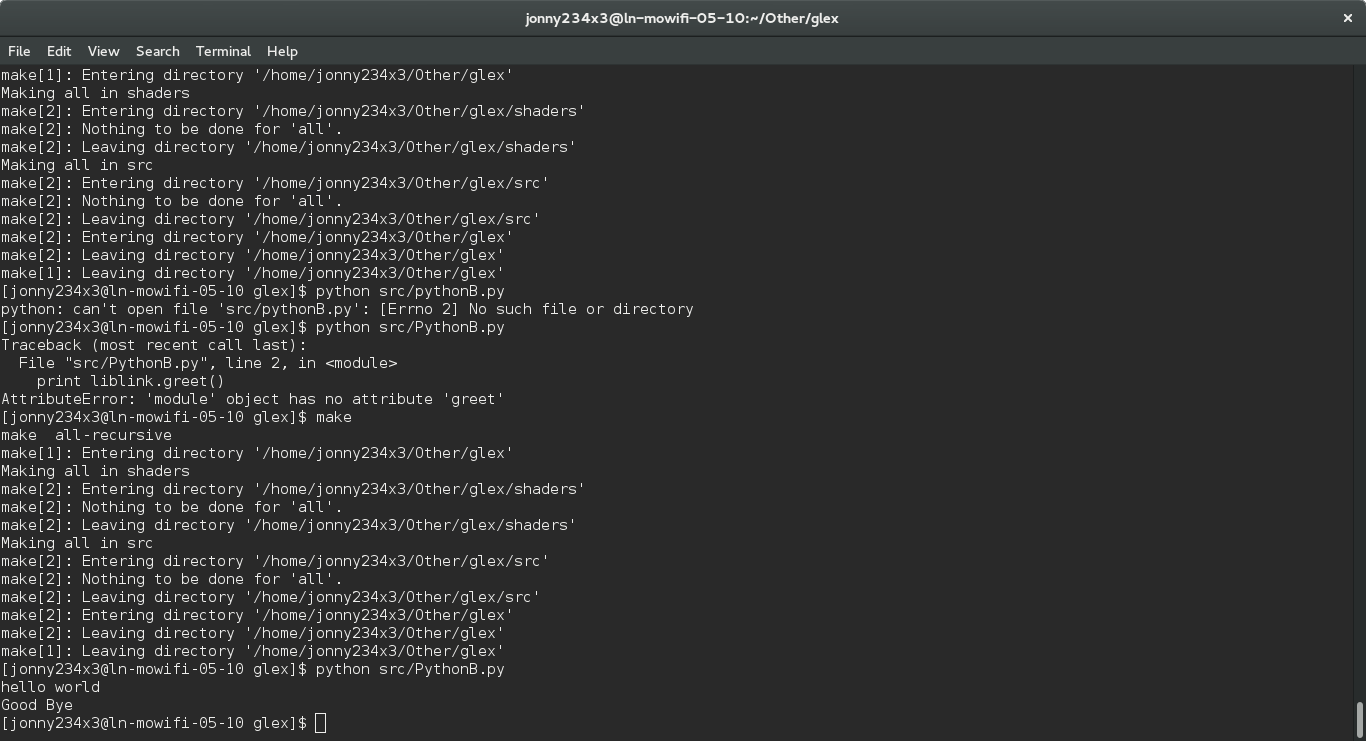 jonny234x3@ln-mowifi-05-10:~/Other/glex ×
File Edit View Search Terminal Help
make[1]: Entering directory '/home/jonny234x3/Other/glex'
Making all in shaders
make[2]: Entering directory '/home/jonny234x3/Other/glex/shaders'
make[2]: Nothing to be done for 'all'.
make[2]: Leaving directory '/home/jonny234x3/Other/glex/shaders'
Making all in src
make[2]: Entering directory '/home/jonny234x3/Other/glex/src'
make[2]: Nothing to be done for 'all'.
make[2]: Leaving directory '/home/jonny234x3/Other/glex/src'
make[2]: Entering directory '/home/jonny234x3/Other/glex'
make[2]: Leaving directory '/home/jonny234x3/Other/glex'
make[1]: Leaving directory '/home/jonny234x3/Other/glex'
[jonny234x3@ln-mowifi-05-10 glex]$ python src/pythonB.py
python: can't open file 'src/pythonB.py': [Errno 2] No such file or directory
[jonny234x3@ln-mowifi-05-10 glex]$ python src/PythonB.py
Traceback (most recent call last):
  File "src/PythonB.py", line 2, in <module>
    print liblink.greet()
AttributeError: 'module' object has no attribute 'greet'
[jonny234x3@ln-mowifi-05-10 glex]$ make
make  all-recursive
make[1]: Entering directory '/home/jonny234x3/Other/glex'
Making all in shaders
make[2]: Entering directory '/home/jonny234x3/Other/glex/shaders'
make[2]: Nothing to be done for 'all'.
make[2]: Leaving directory '/home/jonny234x3/Other/glex/shaders'
Making all in src
make[2]: Entering directory '/home/jonny234x3/Other/glex/src'
make[2]: Nothing to be done for 'all'.
make[2]: Leaving directory '/home/jonny234x3/Other/glex/src'
make[2]: Entering directory '/home/jonny234x3/Other/glex'
make[2]: Leaving directory '/home/jonny234x3/Other/glex'
make[1]: Leaving directory '/home/jonny234x3/Other/glex'
[jonny234x3@ln-mowifi-05-10 glex]$ python src/PythonB.py
hello world
Good Bye
[jonny234x3@ln-mowifi-05-10 glex]$